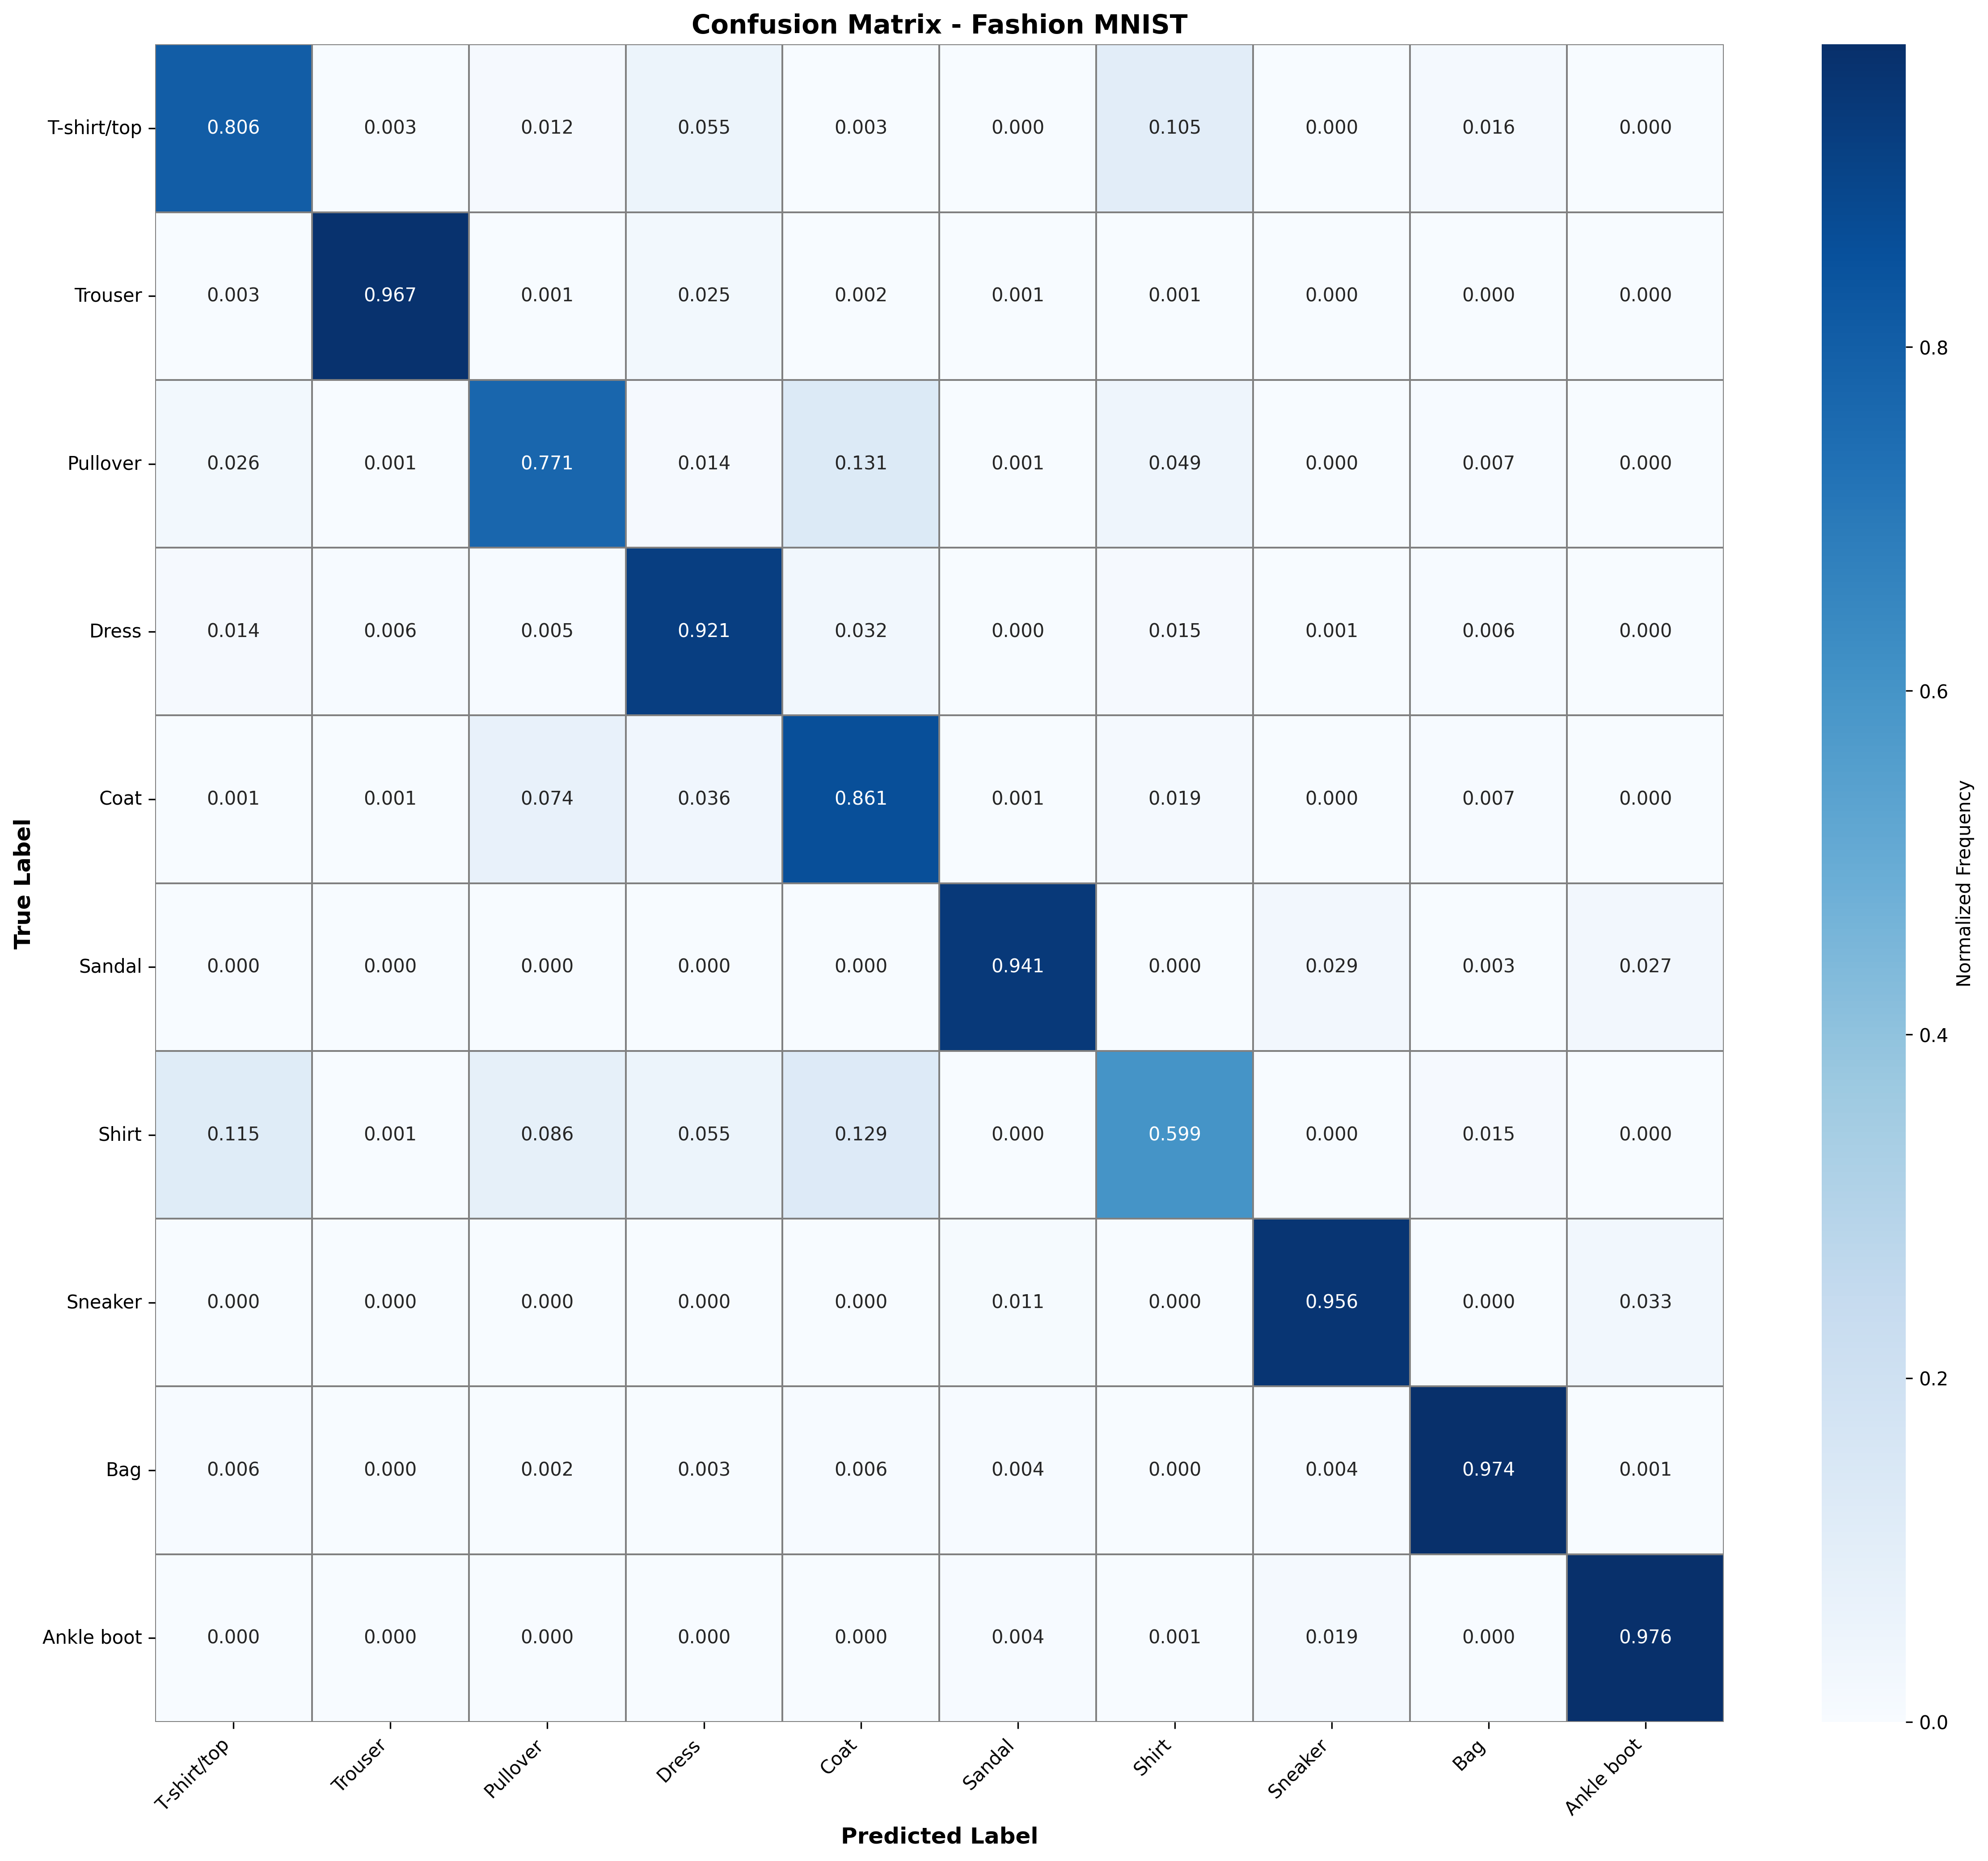 Confusion Matrix - Fashion MNIST
T-shirt/top 0.806 0.003 0.012 0.055 0.003 0.000 0.105 0.000 0.016 0.000
Trouser 0.003 0.967 0.001 0.025 0.002 0.001 0.001 0.000 0.000 0.000
Pullover 0.026 0.001 0.771 0.014 0.131 0.001 0.049 0.000 0.007 0.000
Dress 0.014 0.006 0.005 0.921 0.032 0.000 0.015 0.001 0.006 0.000
Coat 0.001 0.001 0.074 0.036 0.861 0.001 0.019 0.000 0.007 0.000
Sandal 0.000 0.000 0.000 0.000 0.000 0.941 0.000 0.029 0.003 0.027
Shirt 0.115 0.001 0.086 0.055 0.129 0.000 0.599 0.000 0.015 0.000
Sneaker 0.000 0.000 0.000 0.000 0.000 0.011 0.000 0.956 0.000 0.033
Bag 0.006 0.000 0.002 0.003 0.006 0.004 0.000 0.004 0.974 0.001
Ankle boot 0.000 0.000 0.000 0.000 0.000 0.004 0.001 0.019 0.000 0.976
T-shirt/top Trouser Pullover Dress Coat Sandal Shirt Sneaker Bag Ankle boot
Predicted Label
True Label
0.8
0.6
0.4
0.2
0.0
Normalized Frequency